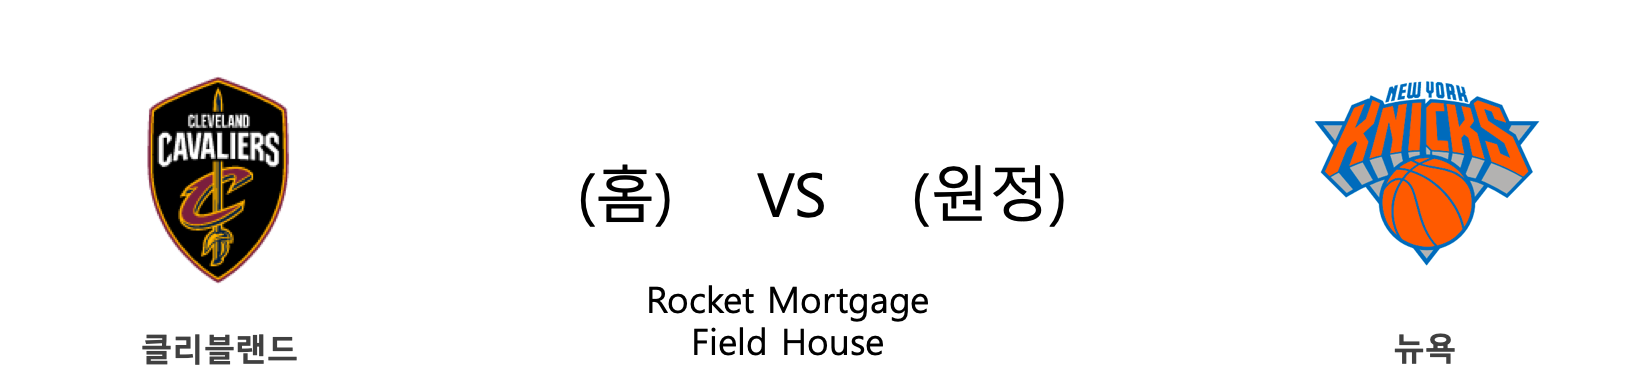 CLEVELAND
CAVALIERS
NEW YORK
KNICKS
(홈) VS (원정)
Rocket Mortgage
Field House
클리블랜드
뉴욕